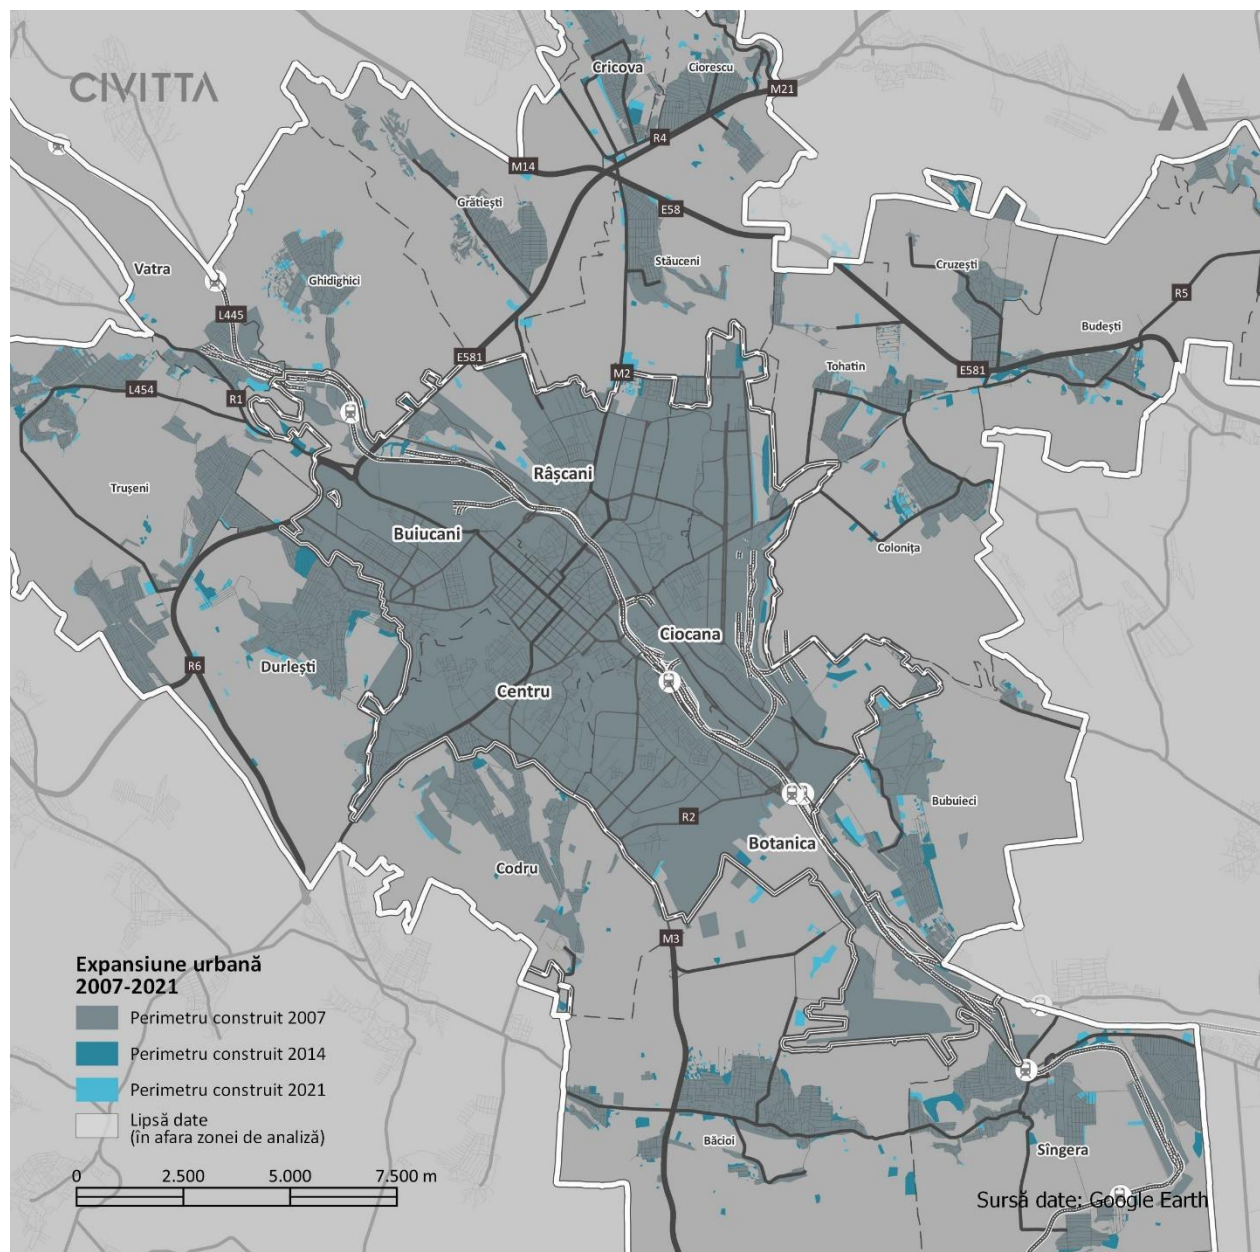 CIVITTA
Cricova
Ciorescu
M21
R4
M14
E58
Grătiești
Stăuceni
Vatra
Ghidighici
Cruzești
R5
L445
Budești
E581
M2
Tohatin
E581
L454
R1
Râșcani
Trușeni
Buiucani
Colonița
Ciocana
R6
Durlești
Centru
Bubuieci
R2
Botanica
Codru
M3
Expansiune urbană
2007-2021
Perimetru construit 2007
Perimetru construit 2014
Perimetru construit 2021
Lipsă date
(în afara zonei de analiză)
0 2.500 5.000 7.500 m
Băcioi
Sîngera
Sursă date: Google Earth